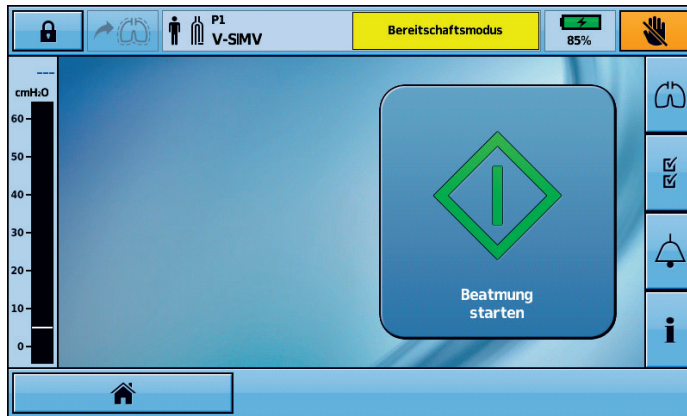 P1
V-SIMV
Bereitschaftsmodus
85%
---
cmH₂O
60
50
40
30
20
10
0
Beatmung
starten
i